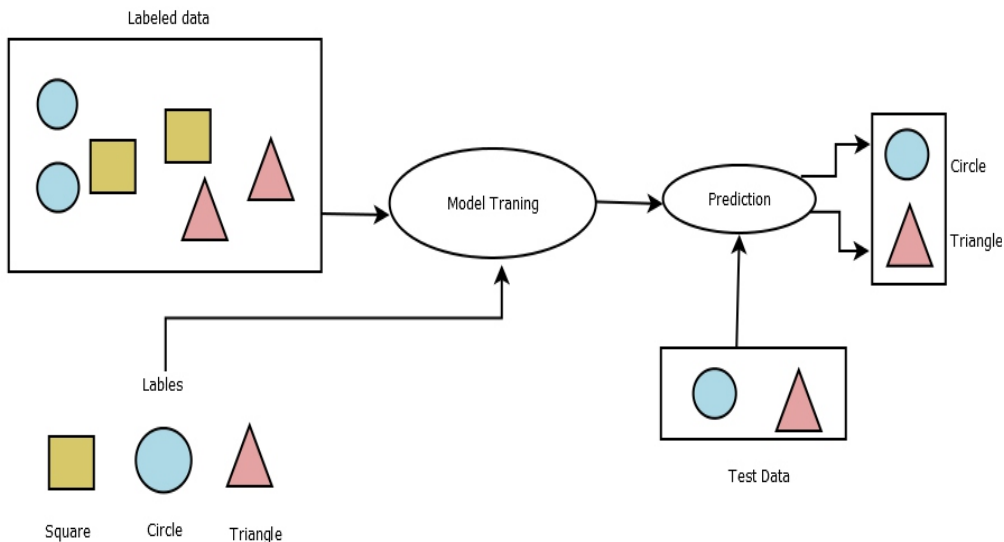 Labeled data
Model Traning
Prediction
Circle
Triangle
Lables
Test Data
Square
Circle
Triangle